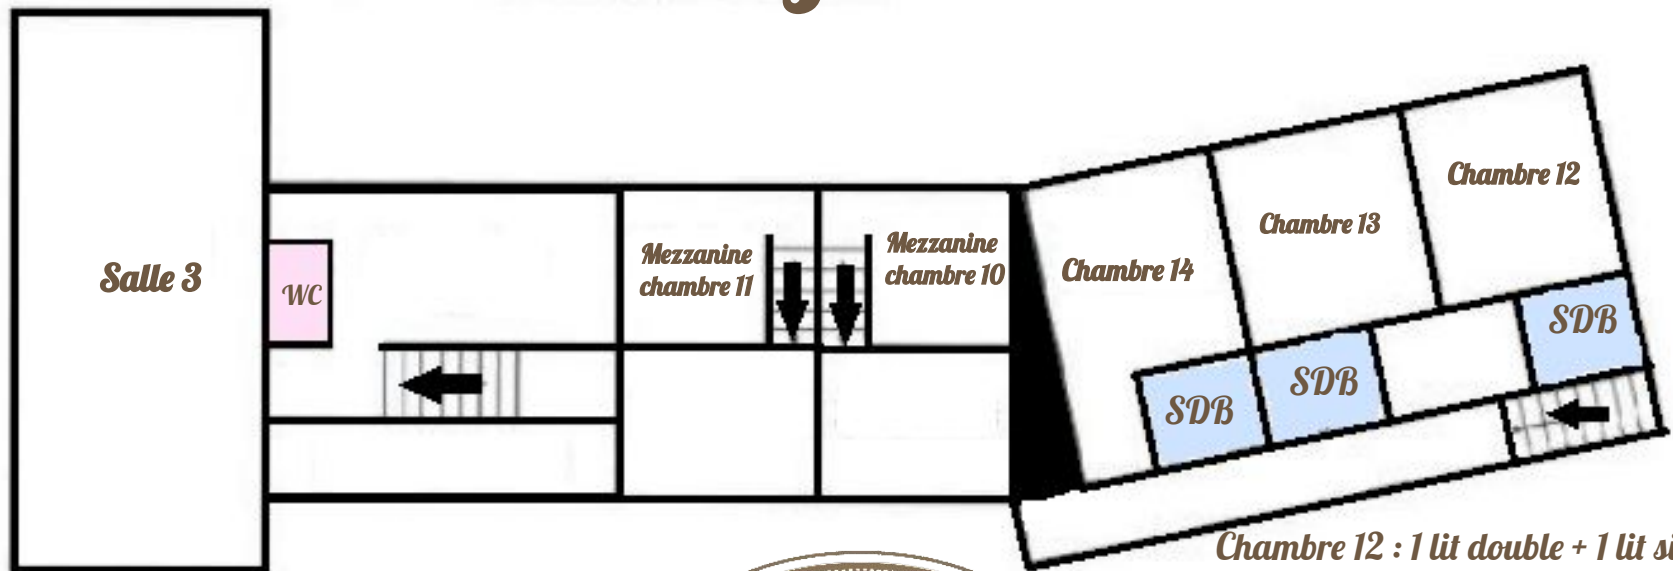 Salle 3
WC
Mezzanine
chambre 11
Mezzanine
chambre 10
Chambre 14
Chambre 13
Chambre 12
SDB
SDB
SDB
Chambre 12 : 1 lit double + 1 lit